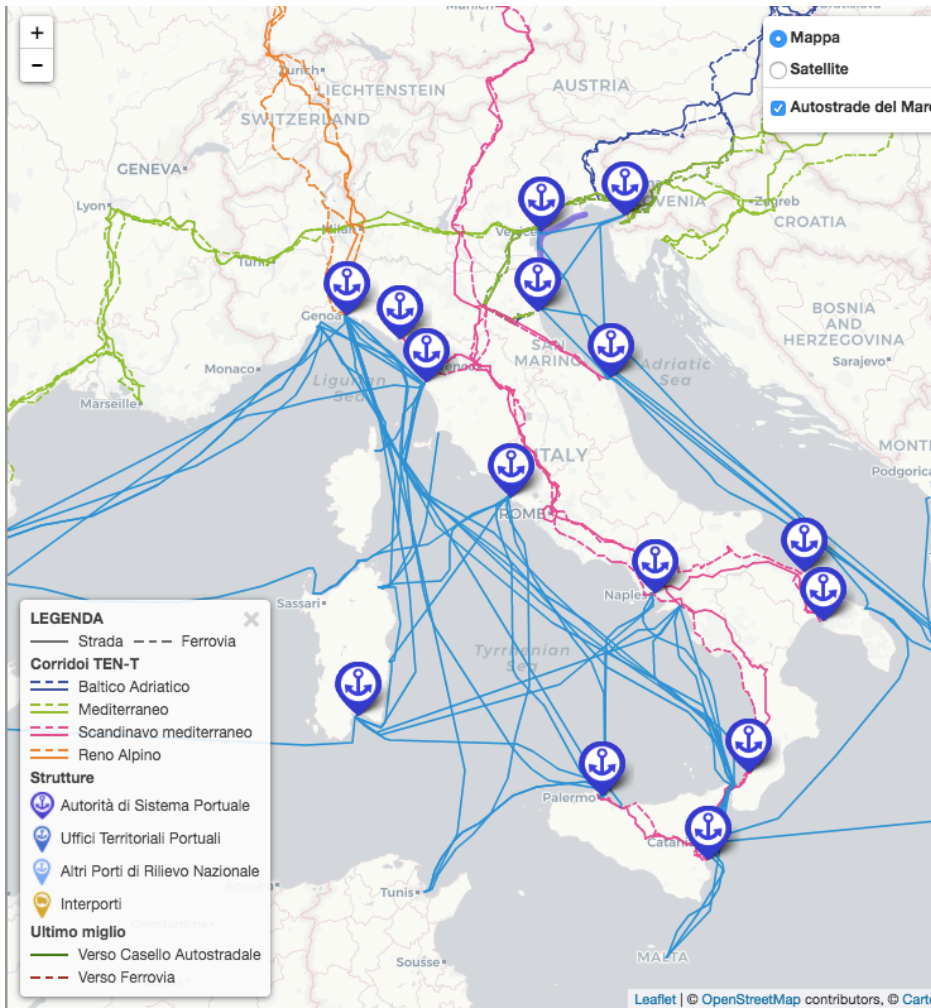 +
−
Mappa
Satellite
Autostrade del Mare
Zurich
LIECHTENSTEIN
SWITZERLAND
AUSTRIA
GENEVA
Lyon
Milan
Turin
Venice
SLOVENIA
Zagreb
CROATIA
Genoa
BOSNIA
AND
HERZEGOVINA
Sarajevo
SAN
MARINO
Adriatic
Sea
Monaco
Ligurian
Sea
Marseille
ITALY
ROME
Podgorica
Naples
Sassari
Tyrrhenian
Sea
Palermo
Tunis
Sousse
MALTA
LEGENDA
Strada
Ferrovia
Corridoi TEN-T
Baltico Adriatico
Mediterraneo
Scandinavo mediterraneo
Reno Alpino
Strutture
Autorità di Sistema Portuale
Uffici Territoriali Portuali
Altri Porti di Rilievo Nazionale
Interporti
Ultimo miglio
Verso Casello Autostradale
Verso Ferrovia
Leaflet | © OpenStreetMap contributors, © Carto